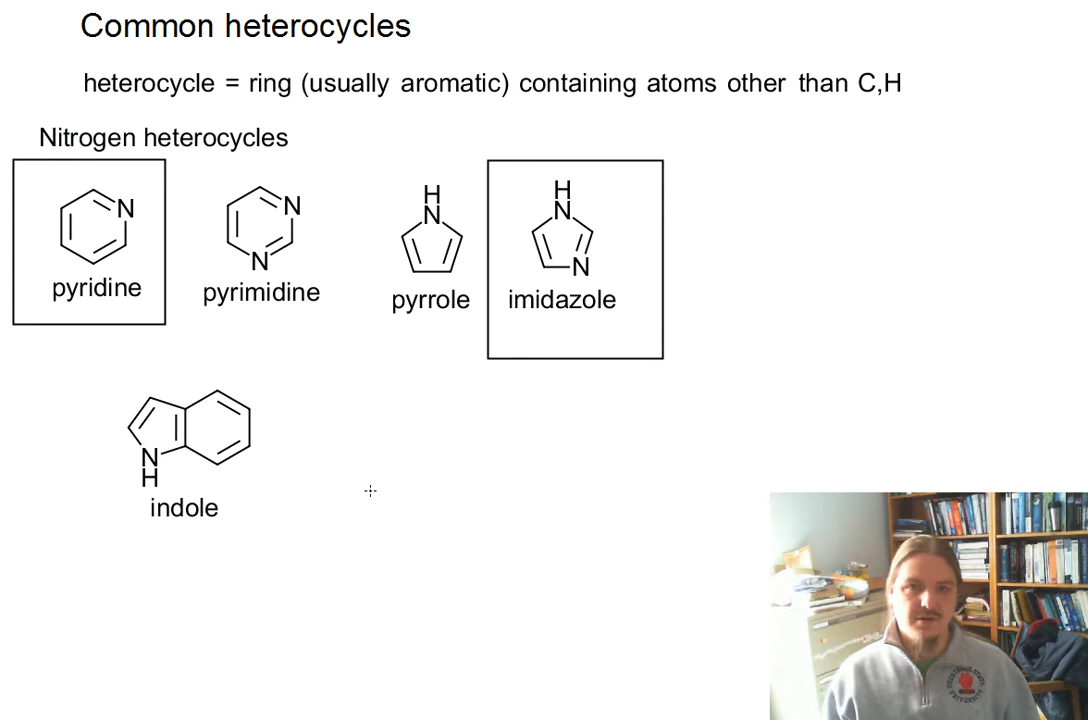 Common heterocycles
heterocycle = ring (usually aromatic) containing atoms other than C,H
Nitrogen heterocycles
N
pyridine
N
N
pyrimidine
H
N
pyrrole
H
N
N
imidazole
N
H
indole